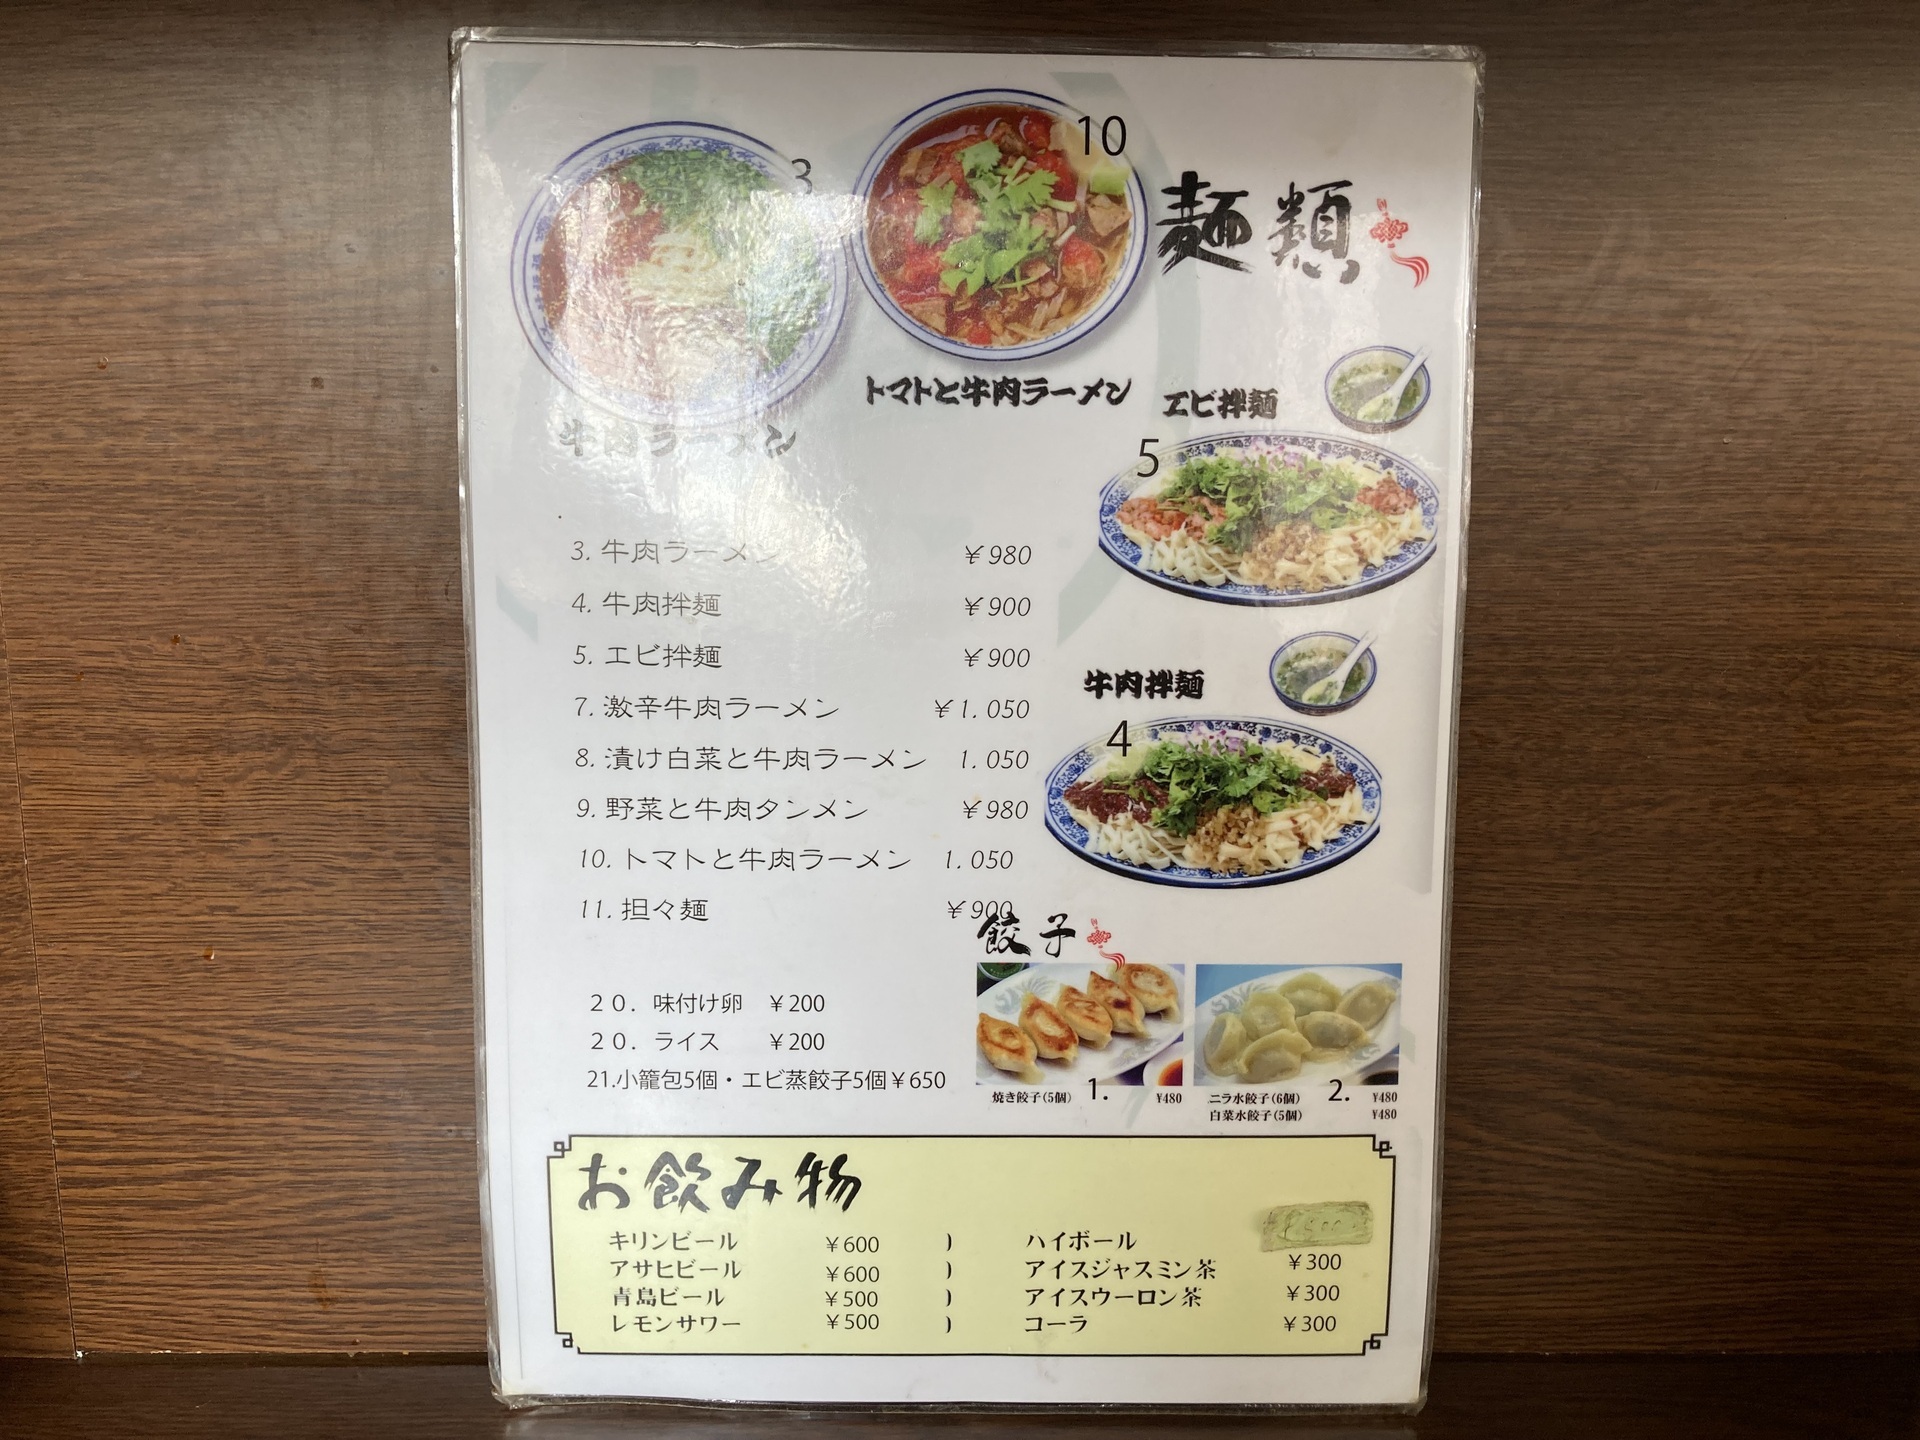 麺類
3
10
牛肉ラーメン
トマトと牛肉ラーメン
エビ拌麺
5
牛肉拌麺
4
3. 牛肉ラーメン ¥980
4. 牛肉拌麺 ¥900
5. エビ拌麺 ¥900
7. 激辛牛肉ラーメン ¥1.050
8. 漬け白菜と牛肉ラーメン 1.050
9. 野菜と牛肉タンメン ¥980
10. トマトと牛肉ラーメン 1.050
11. 担々麺 ¥900
20. 味付け卵 ¥200
20. ライス ¥200
21.小籠包5個・エビ蒸餃子5個¥650
餃子
焼き餃子(5個) 1. ¥480
ニラ水餃子(6個) 2. ¥480
白菜水餃子(5個) ¥480
お飲み物
キリンビール ¥600 )
アサヒビール ¥600 )
青島ビール ¥500 )
レモンサワー ¥500 )
ハイボール
アイスジャスミン茶 ¥300
アイスウーロン茶 ¥300
コーラ ¥300